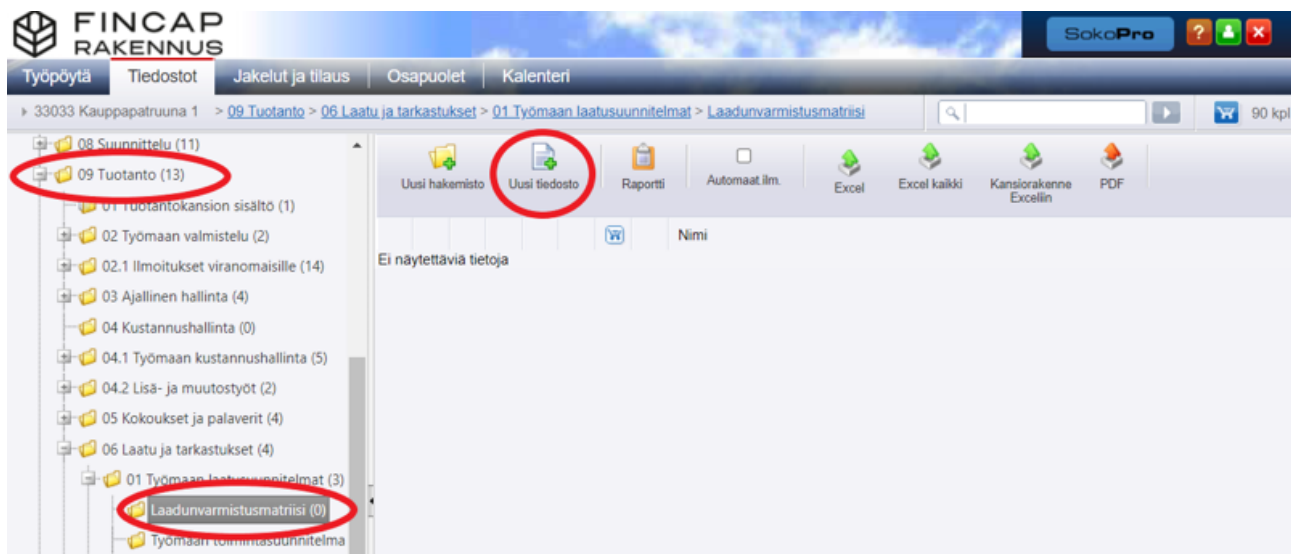 FINCAP
RAKENNUS
SokoPro
?
Työpöytä Tiedostot Jakelut ja tilaus Osapuolet Kalenteri
33033 Kauppapatruuna 1 > 09 Tuotanto > 06 Laatu ja tarkastukset > 01 Työmaan laatusuunnitelmat > Laadunvarmistusmatriisi 90 kpl
08 Suunnittelu (11)
09 Tuotanto (13)
01 Tuotantokansion sisältö (1)
02 Työmaan valmistelu (2)
02.1 Ilmoitukset viranomaisille (14)
03 Ajallinen hallinta (4)
04 Kustannushallinta (0)
04.1 Työmaan kustannushallinta (5)
04.2 Lisä- ja muutostyöt (2)
05 Kokoukset ja palaverit (4)
06 Laatu ja tarkastukset (4)
01 Työmaan laatusuunnitelmat (3)
Laadunvarmistusmatriisi (0)
Työmaan toimintasuunnitelma
Uusi hakemisto Uusi tiedosto Raportti Automaat.ilm. Excel Excel kaikki Kansiorakenne Exceliin PDF
Nimi
Ei näytettäviä tietoja